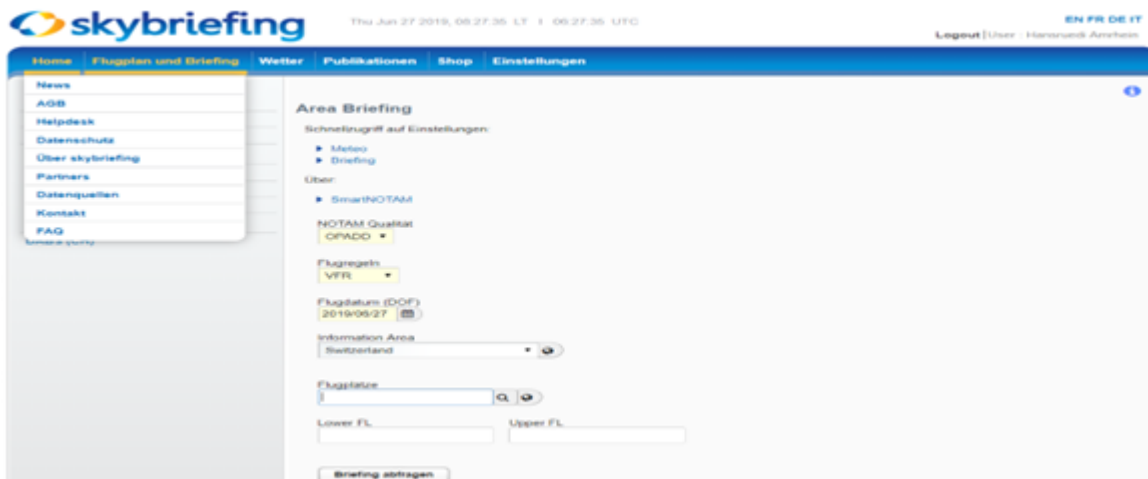 skybriefing
Thu Jun 27 2019, 08:27:35 LT I 06:27:35 UTC
EN FR DE IT
Logout | User : Hansruedi Amrhein
Home Flugplan und Briefing Wetter Publikationen Shop Einstellungen
News
AGB
Helpdesk
Datenschutz
Über skybriefing
Partners
Datenquellen
Kontakt
FAQ
Area Briefing
Schnellzugriff auf Einstellungen:
Meteo
Briefing
Über:
SmartNOTAM
NOTAM Qualität
OPADD
Flugregeln
VFR
Flugdatum (DOF)
2019/06/27
Information Area
Switzerland
Flugplätze
Lower FL Upper FL
Briefing abfragen